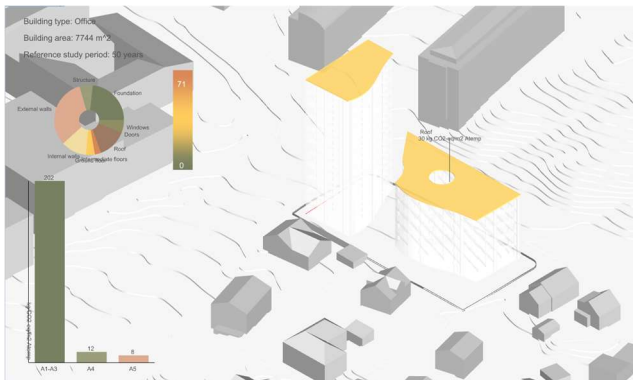 Building type: Office
Building area: 7744 m^2
Reference study period: 50 years
Structure
Foundation
External walls
Windows
Doors
Roof
Internal walls
71
0
Roof
202
12
8
A1-A3
A4
A5